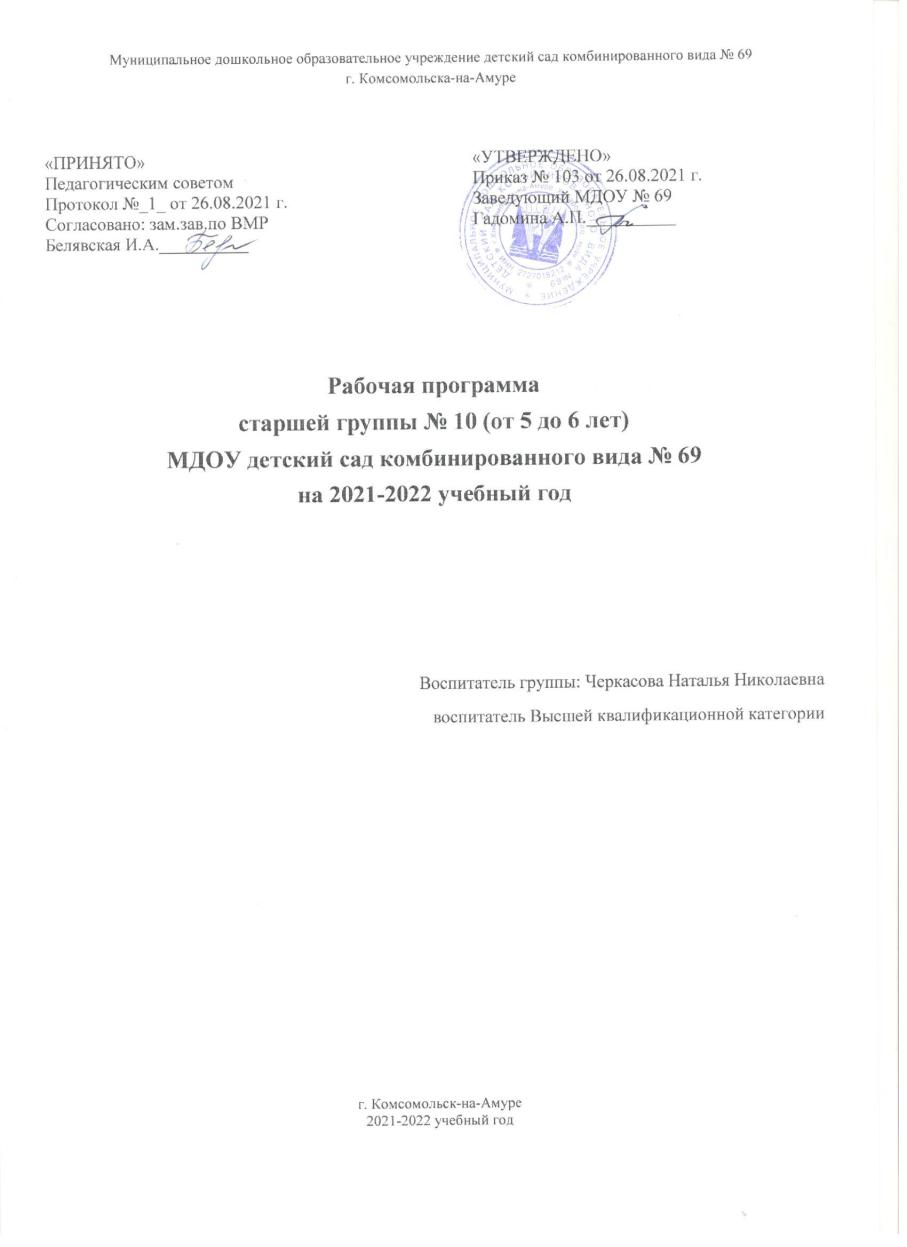 Муниципальное дошкольное образовательное учреждение детский сад комбинированного вида № 69
г. Комсомольска-на-Амуре
«ПРИНЯТО»
Педагогическим советом
Протокол №_1_ от 26.08.2021 г.
Согласовано: зам.зав.по ВМР
Белявская И.А.__________
«УТВЕРЖДЕНО»
Приказ № 103 от 26.08.2021 г.
Заведующий МДОУ № 69
Гадомина А.П.__________
Рабочая программа
старшей группы № 10 (от 5 до 6 лет)
МДОУ детский сад комбинированного вида № 69
на 2021-2022 учебный год
Воспитатель группы: Черкасова Наталья Николаевна
воспитатель Высшей квалификационной категории
г. Комсомольск-на-Амуре
2021-2022 учебный год